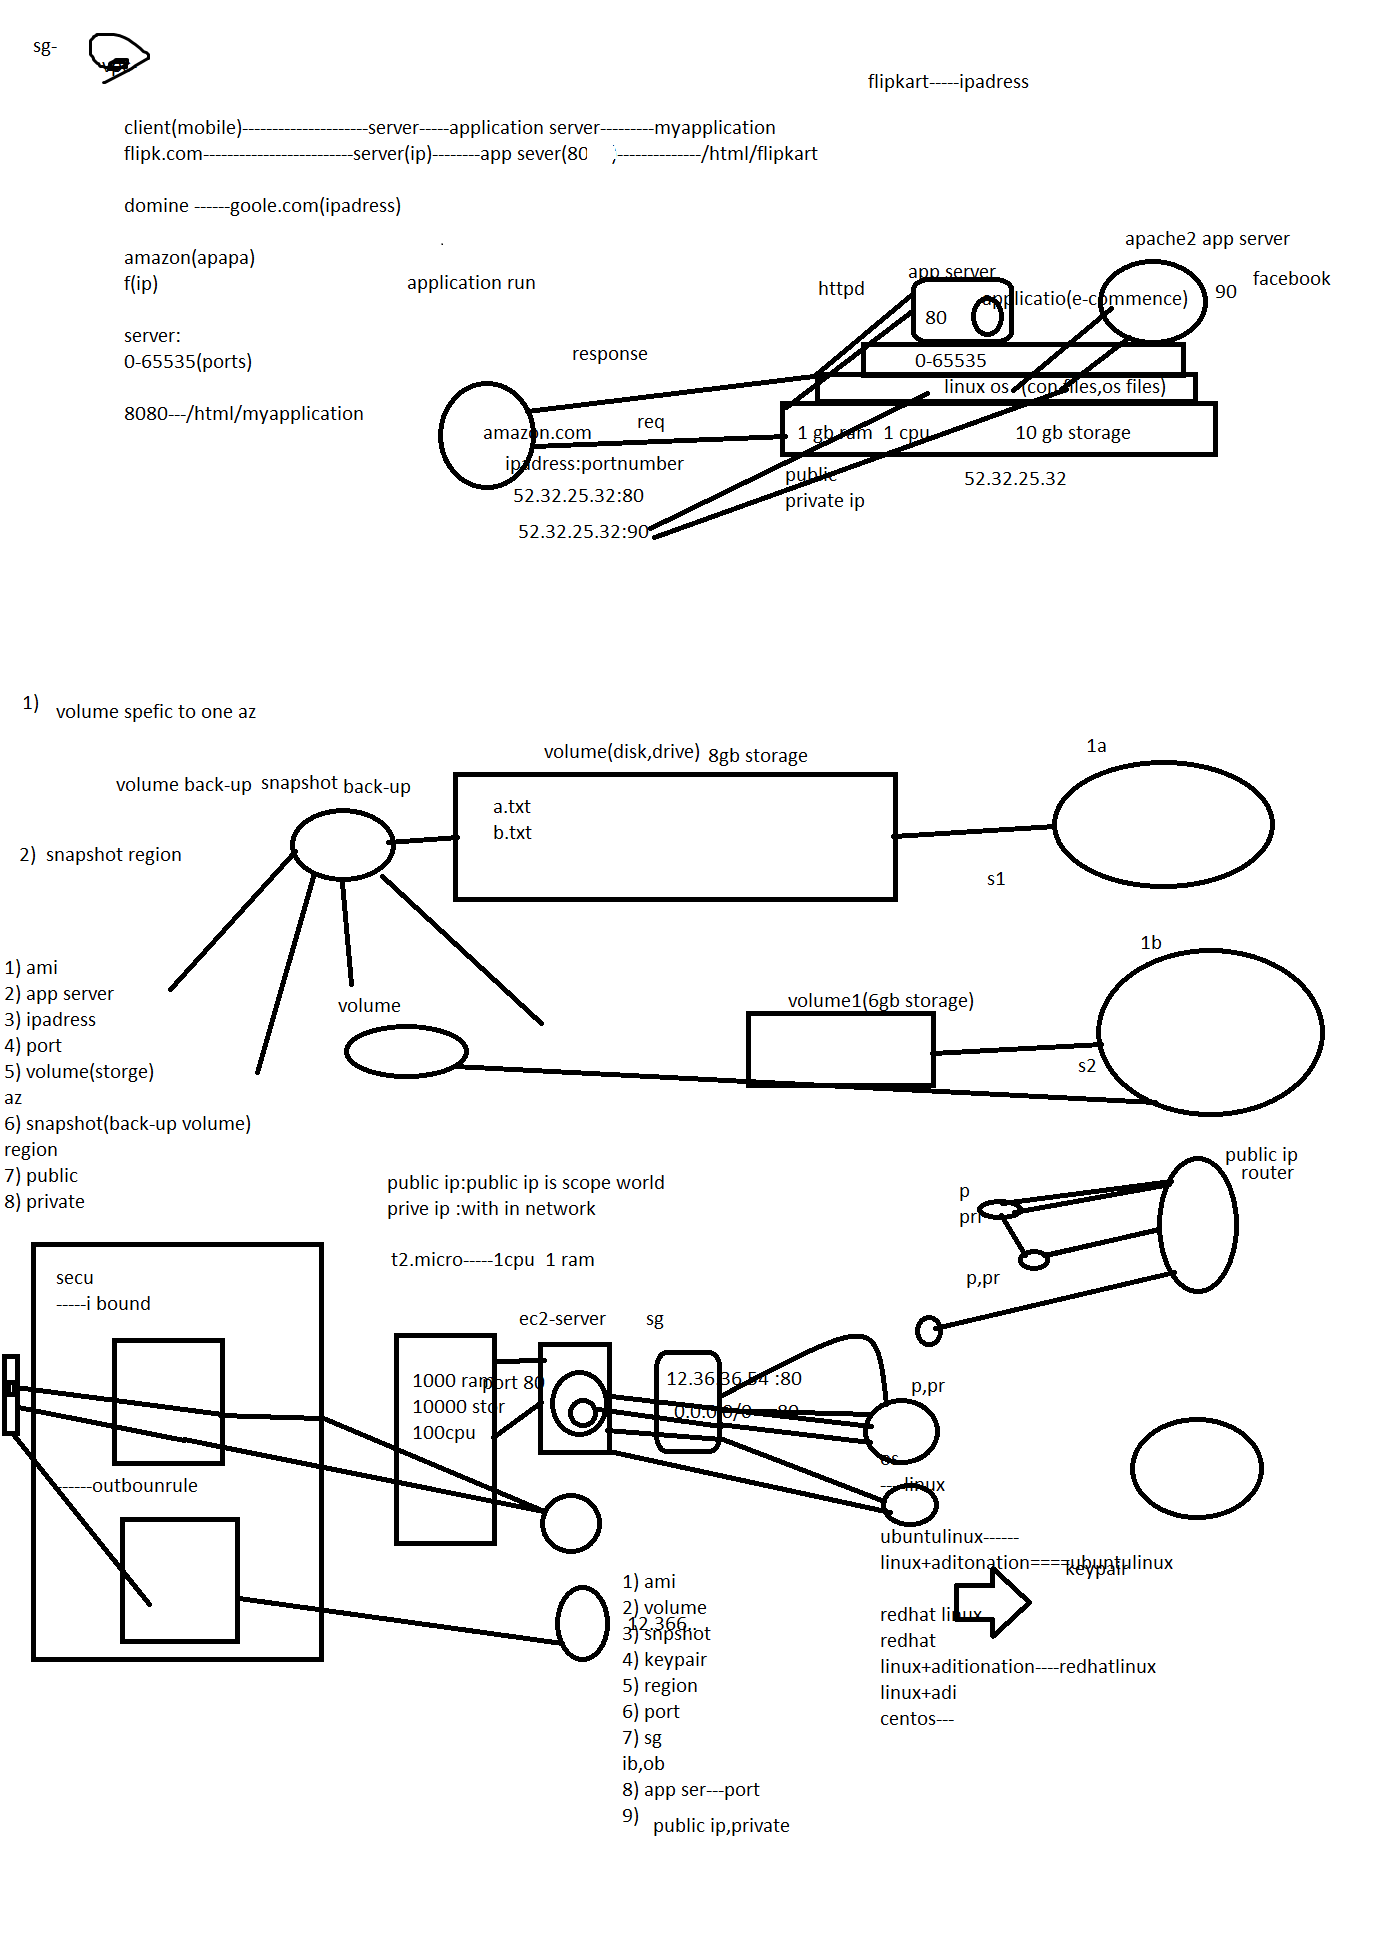 sg-
flipkart-----ipadress
client(mobile)---------------------server-----application server---------myapplication
flipk.com-------------------------server(ip)--------app sever(80 )--------------/html/flipkart
domine ------goole.com(ipadress)
amazon(apapa)
f(ip)
server:
0-65535(ports)
8080---/html/myapplication
application run
apache2 app server
app server
httpd
applicatio(e-commence)
90
facebook
80
response
0-65535
linux os (con files,os files)
req
amazon.com
1 gb ram 1 cpu
10 gb storage
ipadress:portnumber
public
private ip
52.32.25.32
52.32.25.32:80
52.32.25.32:90
1)
volume spefic to one az
volume(disk,drive)
8gb storage
1a
volume back-up
snapshot
back-up
a.txt
b.txt
2) snapshot region
s1
1b
1) ami
2) app server
3) ipadress
4) port
5) volume(storge)
az
6) snapshot(back-up volume)
region
7) public
8) private
volume
volume1(6gb storage)
s2
public ip
router
public ip:public ip is scope world
prive ip :with in network
t2.micro-----1cpu 1 ram
p
pri
p,pr
secu
-----i bound
ec2-server
sg
1000 ram
10000 stor
100cpu
port 80
12.36.36.54 :80
0.0.0.0/0-----80
p,pr
------outbounrule
os
----linux
ubuntulinux------
linux+aditonation====ubuntulinux
keypair
redhat linux
redhat
linux+aditionation----redhatlinux
linux+adi
centos---
1) ami
2) volume
12.366..
3) snpshot
4) keypair
5) region
6) port
7) sg
ib,ob
8) app ser---port
9)
public ip,private